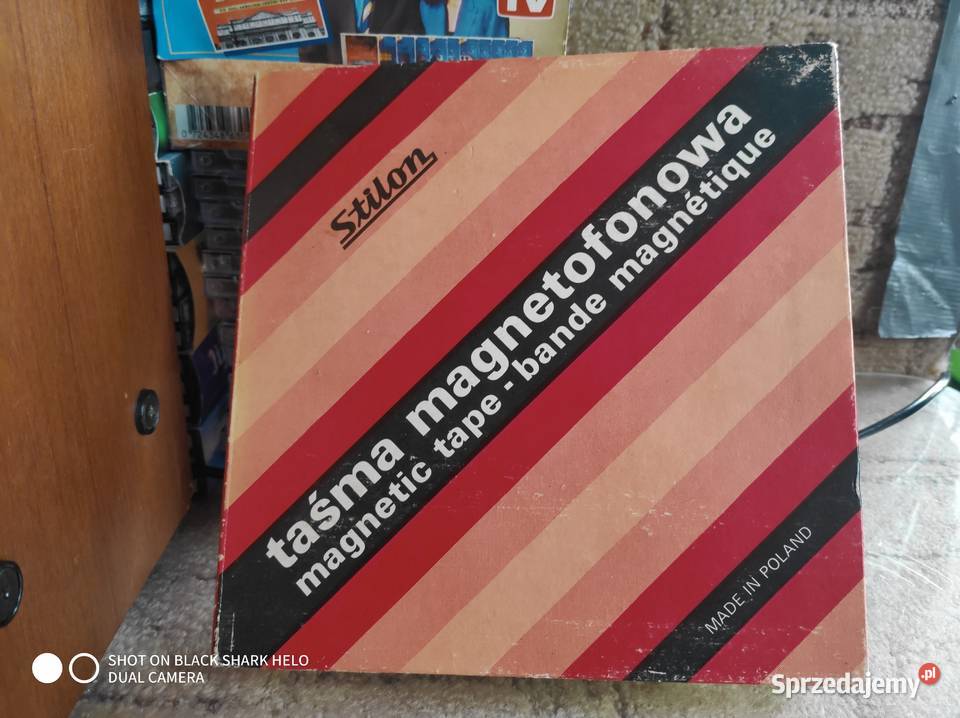 TV
Stilon
taśma magnetofonowa
magnetic tape - bande magnétique
MADE IN POLAND
SHOT ON BLACK SHARK HELO
DUAL CAMERA
Sprzedajemy.pl